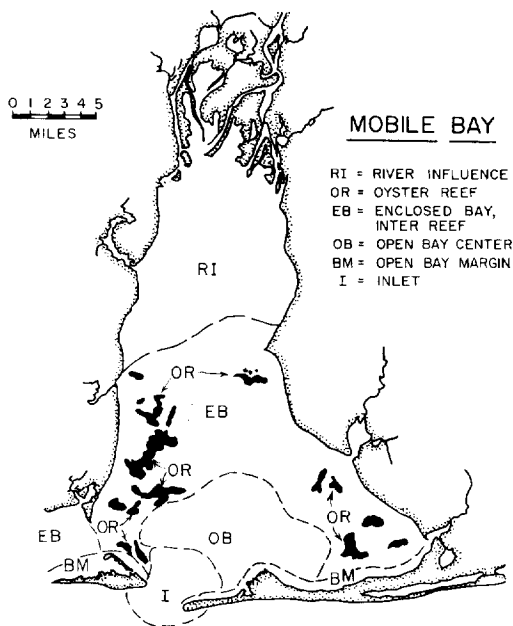 0 1 2 3 4 5
MILES
MOBILE BAY
RI = RIVER INFLUENCE
OR = OYSTER REEF
EB = ENCLOSED BAY,
INTER REEF
OB = OPEN BAY CENTER
BM = OPEN BAY MARGIN
I = INLET
RI
OR
EB
OR
OR
OR
EB
OB
BM
BM
I